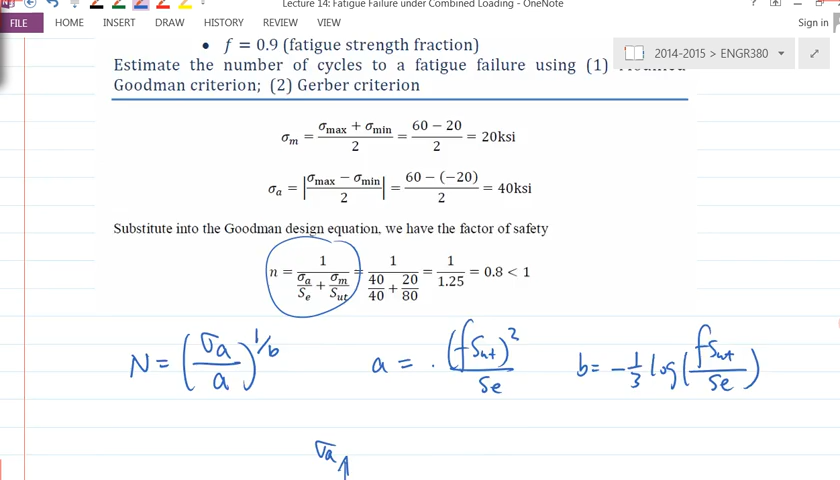 Lecture 14: Fatigue Failure under Combined Loading - OneNote
FILE HOME INSERT DRAW HISTORY REVIEW VIEW Sign in
2014-2015 > ENGR380
• f = 0.9 (fatigue strength fraction)
Estimate the number of cycles to a fatigue failure using (1)
Goodman criterion; (2) Gerber criterion
σm = (σmax + σmin)/2 = (60 − 20)/2 = 20ksi
σa = |(σmax − σmin)/2| = (60 − (−20))/2 = 40ksi
Substitute into the Goodman design equation, we have the factor of safety
n = 1/(σa/Se + σm/Sut) = 1/(40/40 + 20/80) = 1/1.25 = 0.8 < 1
N = (σa/a)^1/b a = (f Sut)^2/Se b = −1/3 log(f Sut/Se)
σa